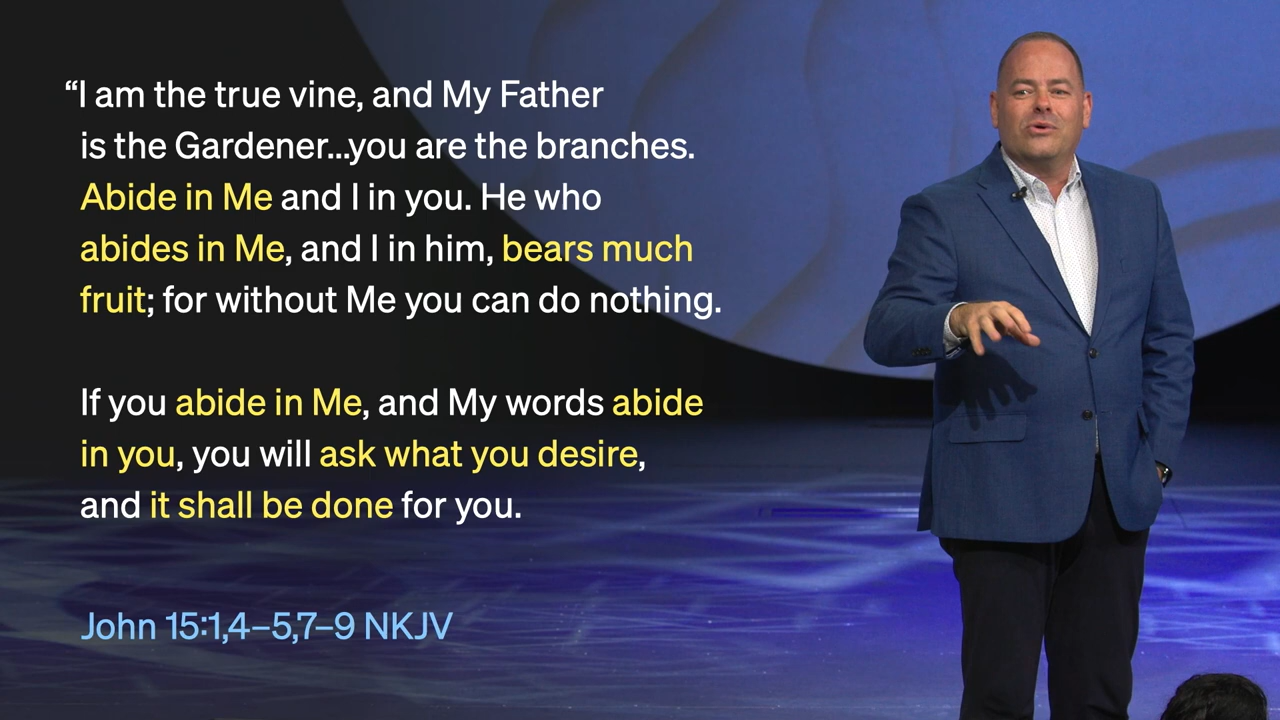 “I am the true vine, and My Father
is the Gardener...you are the branches.
Abide in Me and I in you. He who
abides in Me, and I in him, bears much
fruit; for without Me you can do nothing.
If you abide in Me, and My words abide
in you, you will ask what you desire,
and it shall be done for you.
John 15:1,4–5,7–9 NKJV